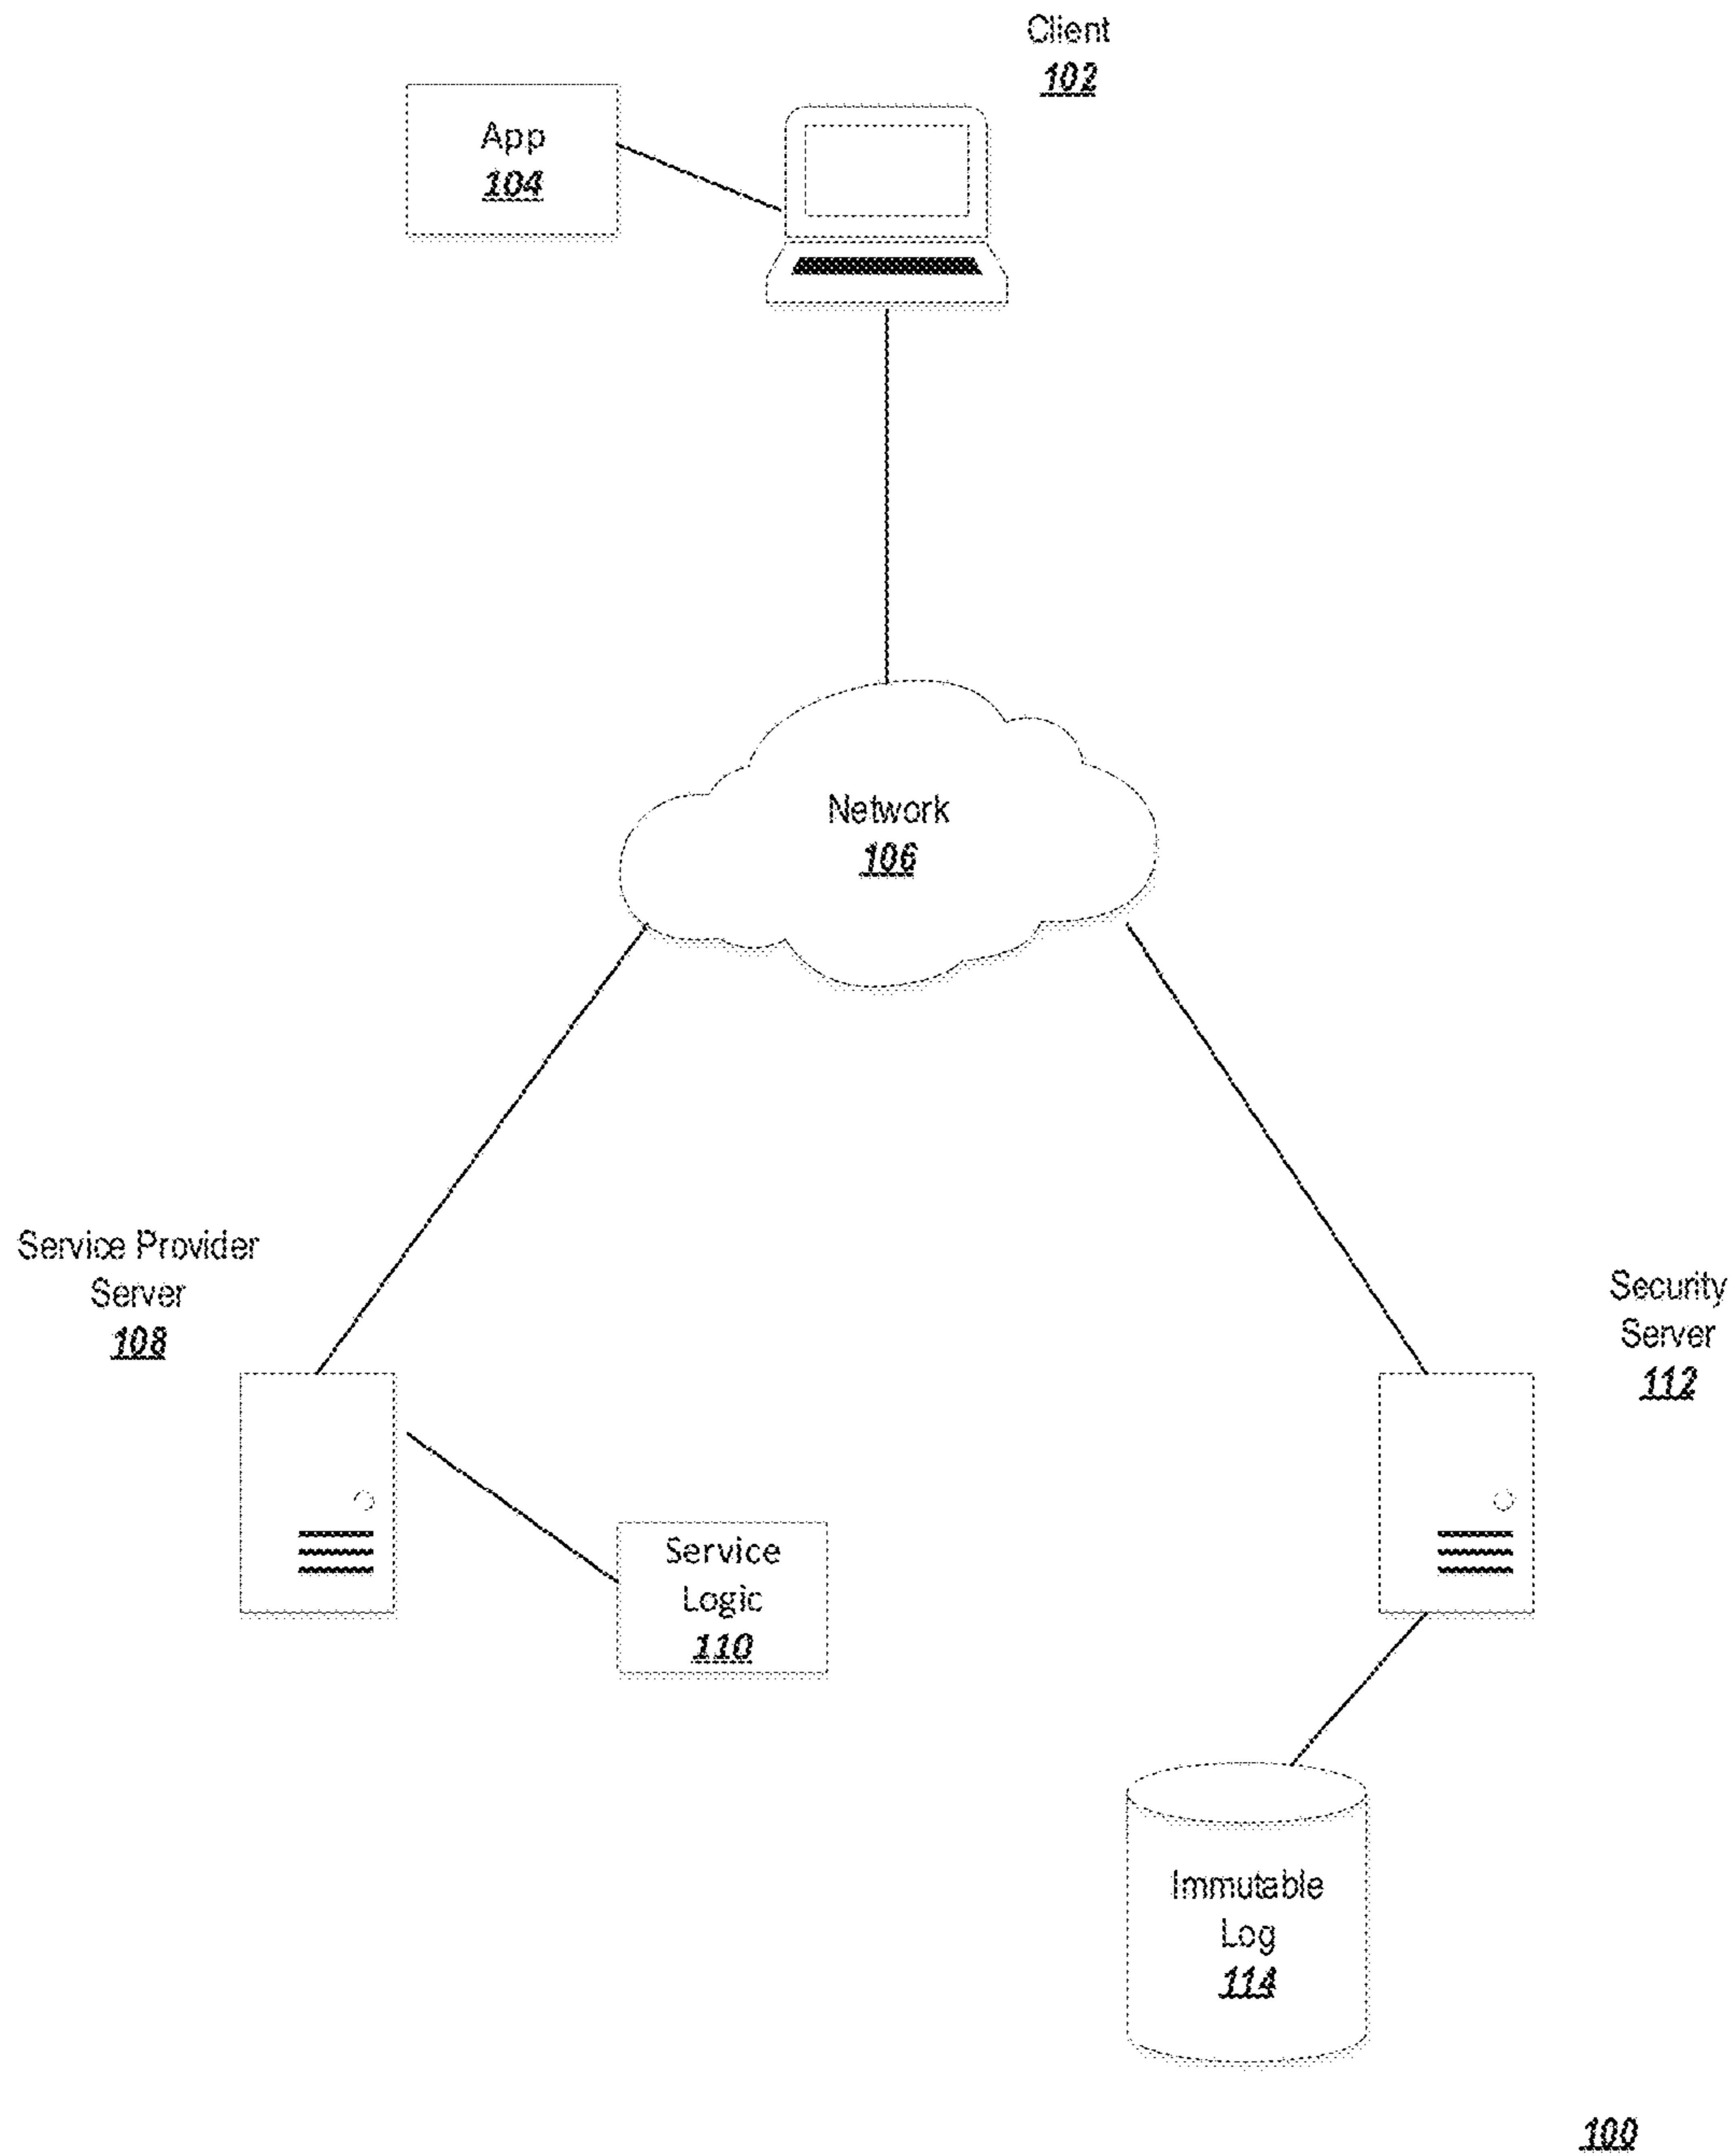 Client
102
App
104
Network
106
Service Provider
Server
108
Security
Server
112
Service
Logic
110
Immutable
Log
114
100